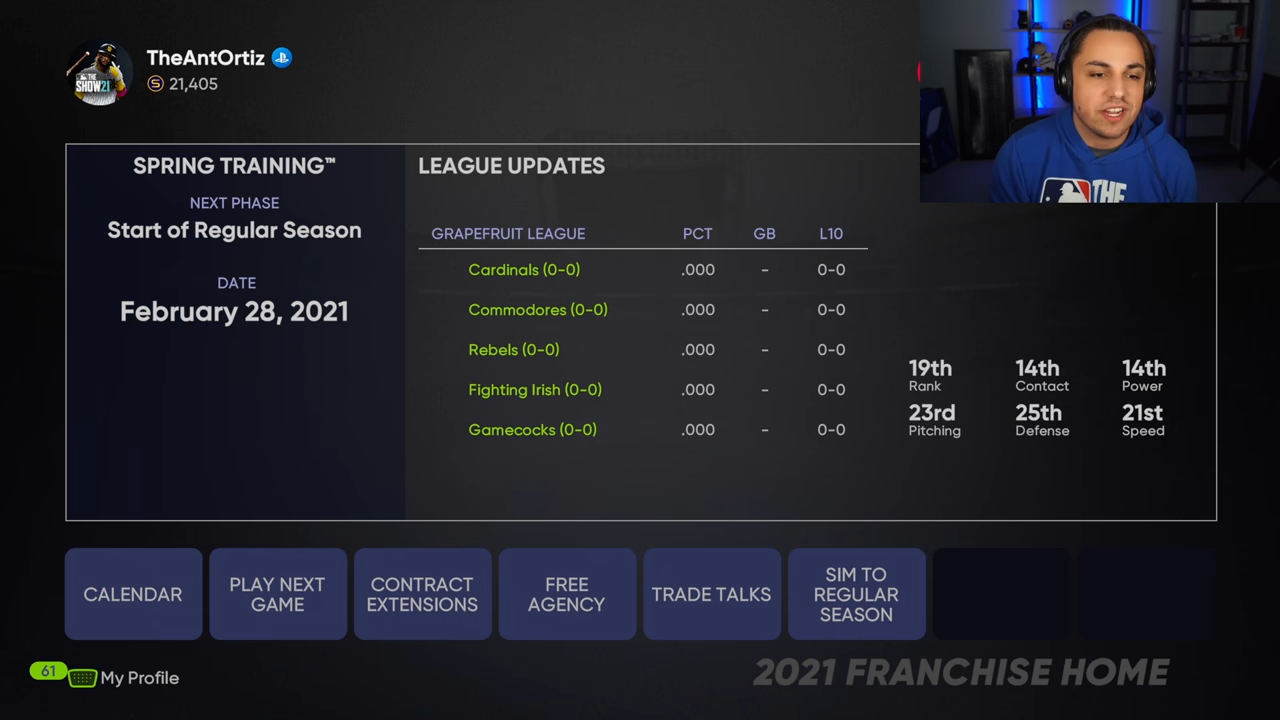 TheAntOrtiz
21,405
THE
SHOW 21
SPRING TRAINING™
NEXT PHASE
Start of Regular Season
DATE
February 28, 2021
LEAGUE UPDATES
GRAPEFRUIT LEAGUE PCT GB L10
Cardinals (0-0) .000 - 0-0
Commodores (0-0) .000 - 0-0
Rebels (0-0) .000 - 0-0
Fighting Irish (0-0) .000 - 0-0
Gamecocks (0-0) .000 - 0-0
19th 14th 14th
Rank Contact Power
23rd 25th 21st
Pitching Defense Speed
THE
CALENDAR
PLAY NEXT
GAME
CONTRACT
EXTENSIONS
FREE
AGENCY
TRADE TALKS
SIM TO
REGULAR
SEASON
61 My Profile
2021 FRANCHISE HOME